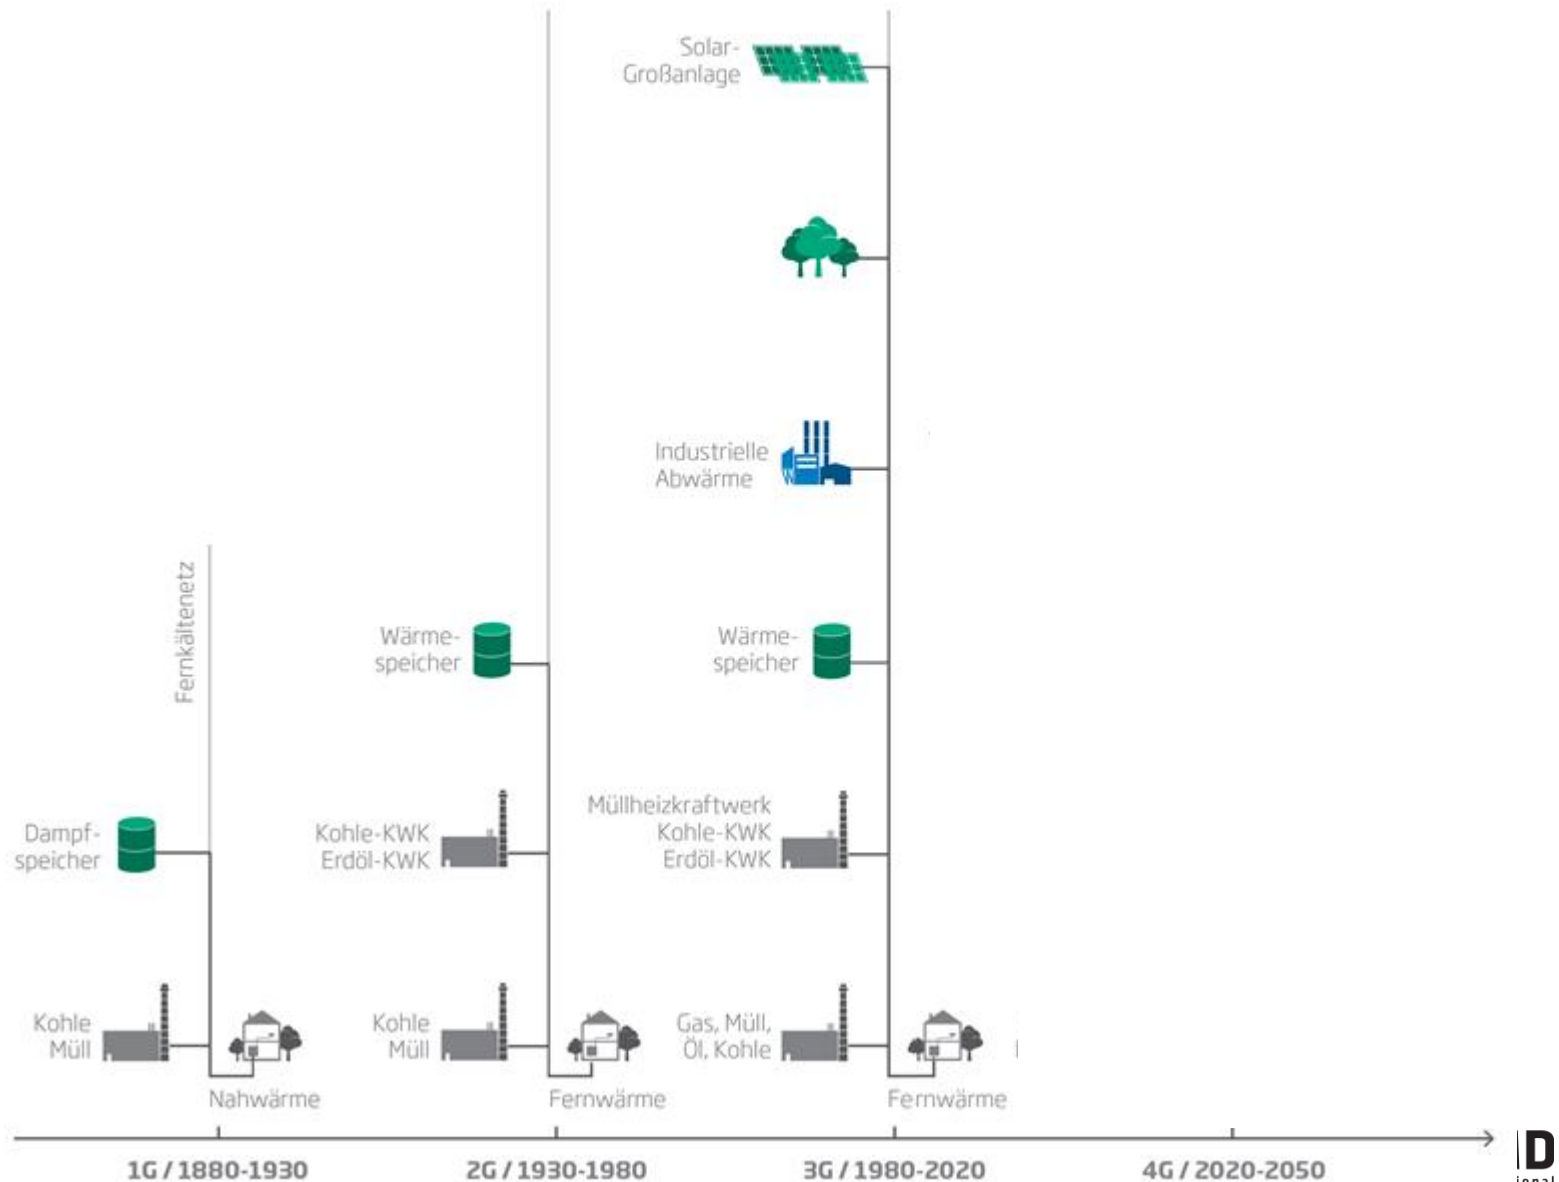 Solar-
Großanlage
Industrielle
Abwärme
Fernkältenetz
Wärme-
speicher
Wärme-
speicher
Dampf-
speicher
Kohle-KWK
Erdöl-KWK
Müllheizkraftwerk
Kohle-KWK
Erdöl-KWK
Kohle
Müll
Nahwärme
Kohle
Müll
Fernwärme
Gas, Müll,
Öl, Kohle
Fernwärme
1G / 1880-1930
2G / 1930-1980
3G / 1980-2020
4G / 2020-2050